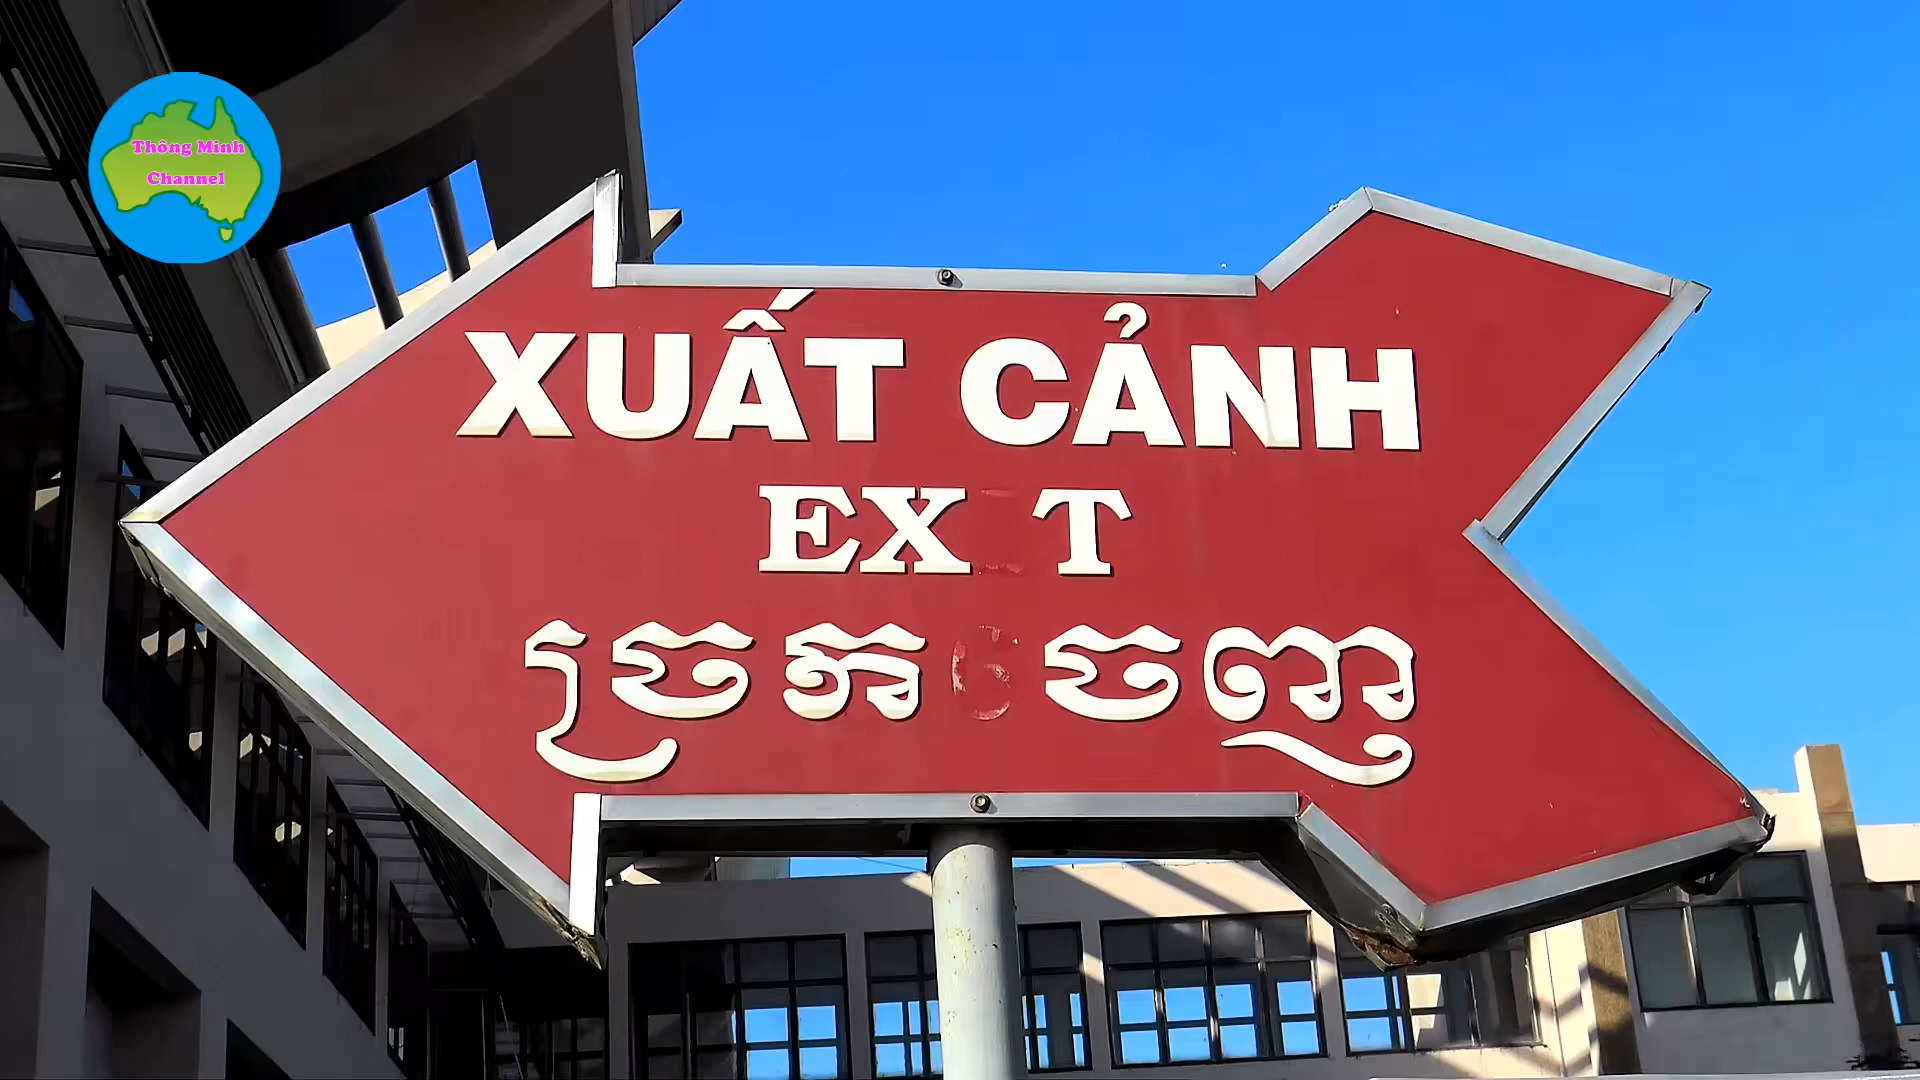 Thông Minh
Channel
XUẤT CẢNH
EX T
ច្រក ចញ